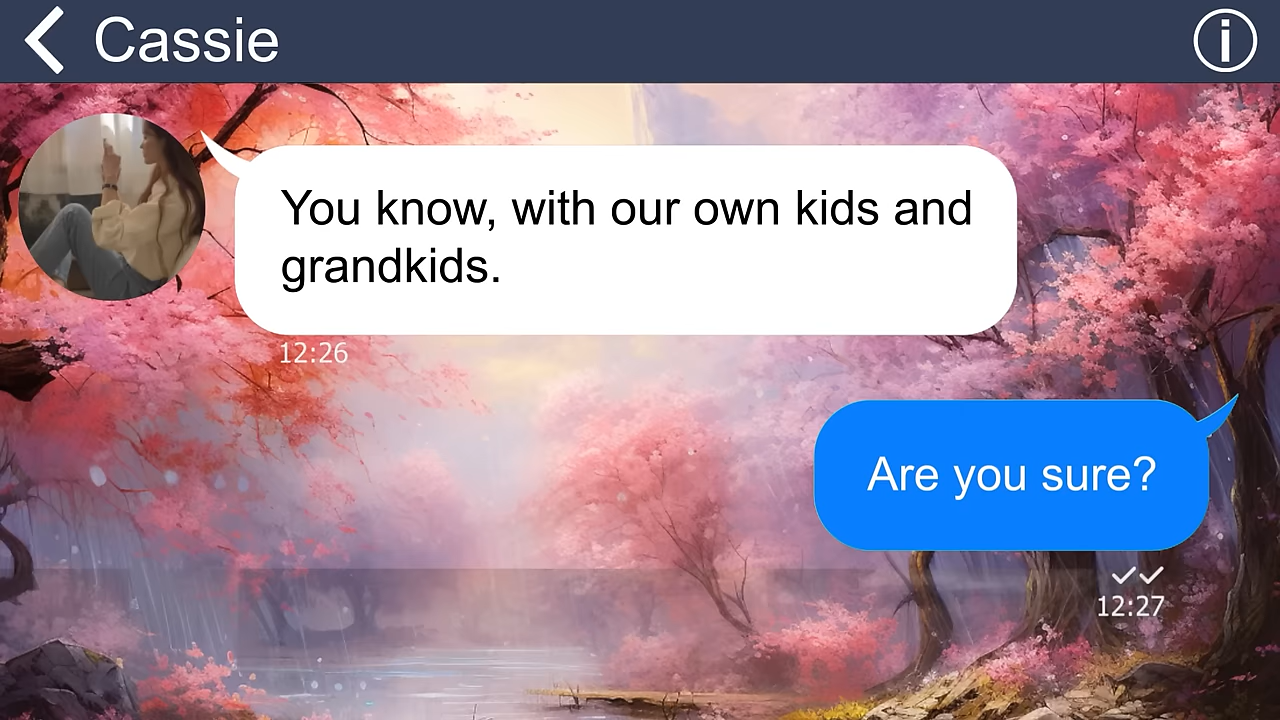 Cassie
You know, with our own kids and
grandkids.
12:26
Are you sure?
12:27